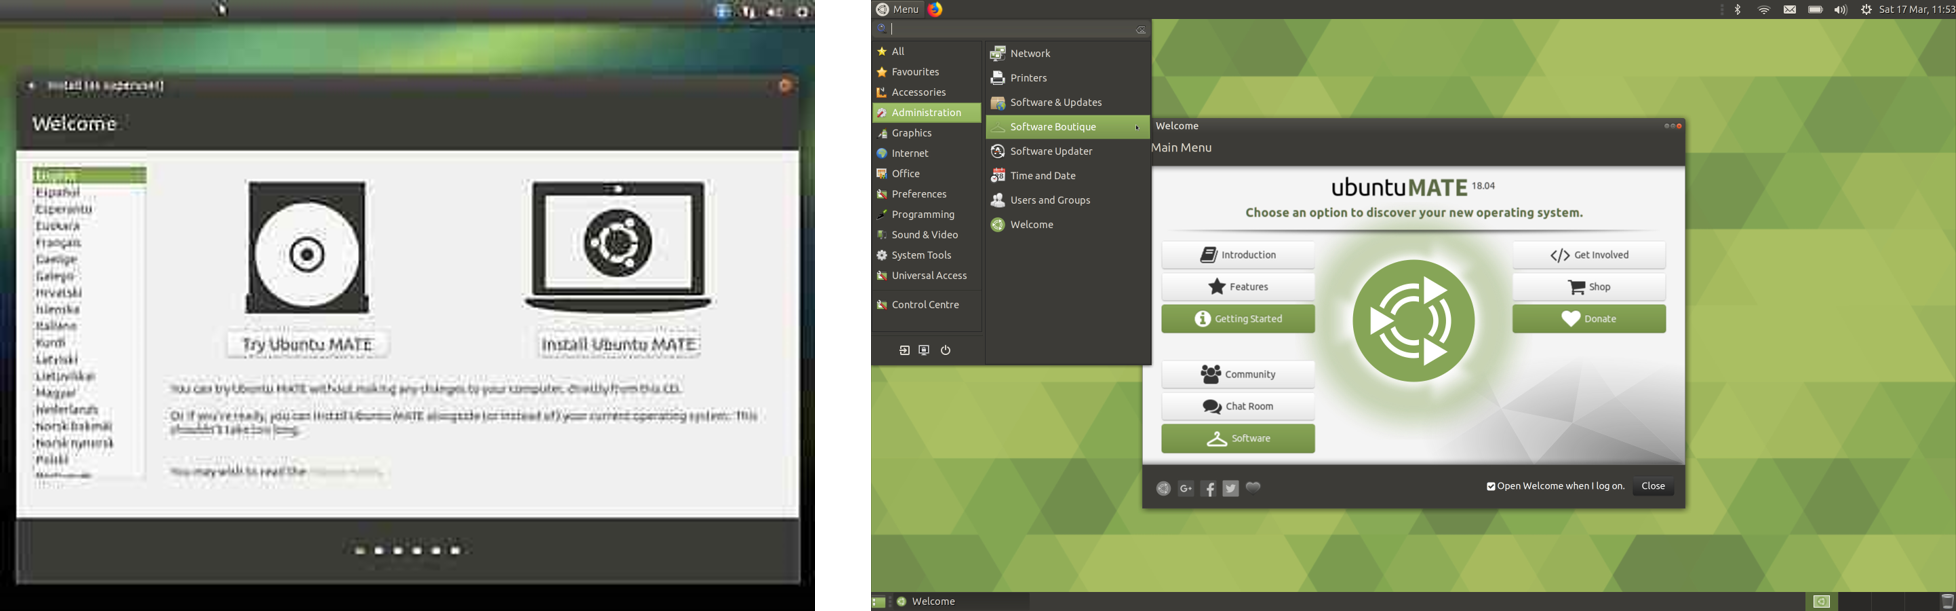 Install (as superuser)
Welcome
Español
Esperanto
Euskara
Français
Gaeilge
Galego
Hrvatski
Íslenska
Italiano
Kurdî
Latviski
Lietuviškai
Magyar
Nederlands
Norsk bokmål
Norsk nynorsk
Polski
Try Ubuntu MATE
Install Ubuntu MATE
You can try Ubuntu MATE without making any changes to your computer, directly from this CD.
Or if you're ready, you can install Ubuntu MATE alongside (or instead of) your current operating system. This
shouldn't take too long.
You may wish to read the
Menu
Sat 17 Mar, 11:53
All
Favourites
Accessories
Administration
Graphics
Internet
Office
Preferences
Programming
Sound & Video
System Tools
Universal Access
Control Centre
Network
Printers
Software & Updates
Software Boutique
Software Updater
Time and Date
Users and Groups
Welcome
Welcome
Main Menu
ubuntu MATE 18.04
Choose an option to discover your new operating system.
Introduction
Features
Getting Started
Community
Chat Room
Software
Get Involved
Shop
Donate
G+
Open Welcome when I log on.
Close
Welcome